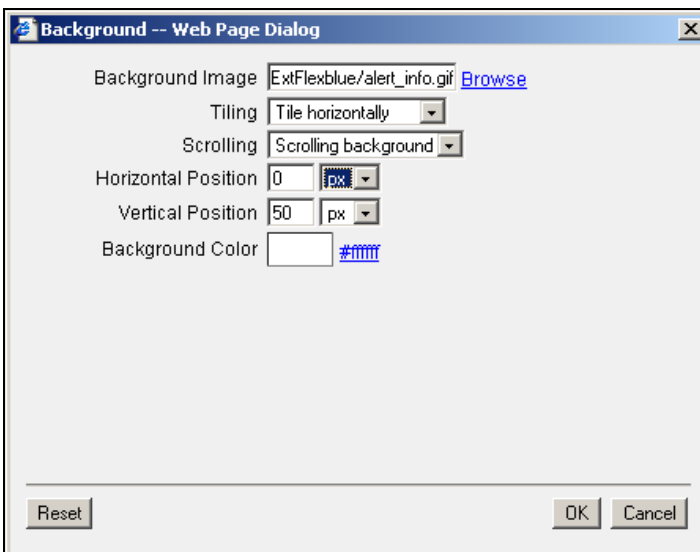 Background -- Web Page Dialog
Background Image ExtFlexblue/alert_info.gif Browse
Tiling Tile horizontally
Scrolling Scrolling background
Horizontal Position 0 px
Vertical Position 50 px
Background Color #ffffff
Reset OK Cancel